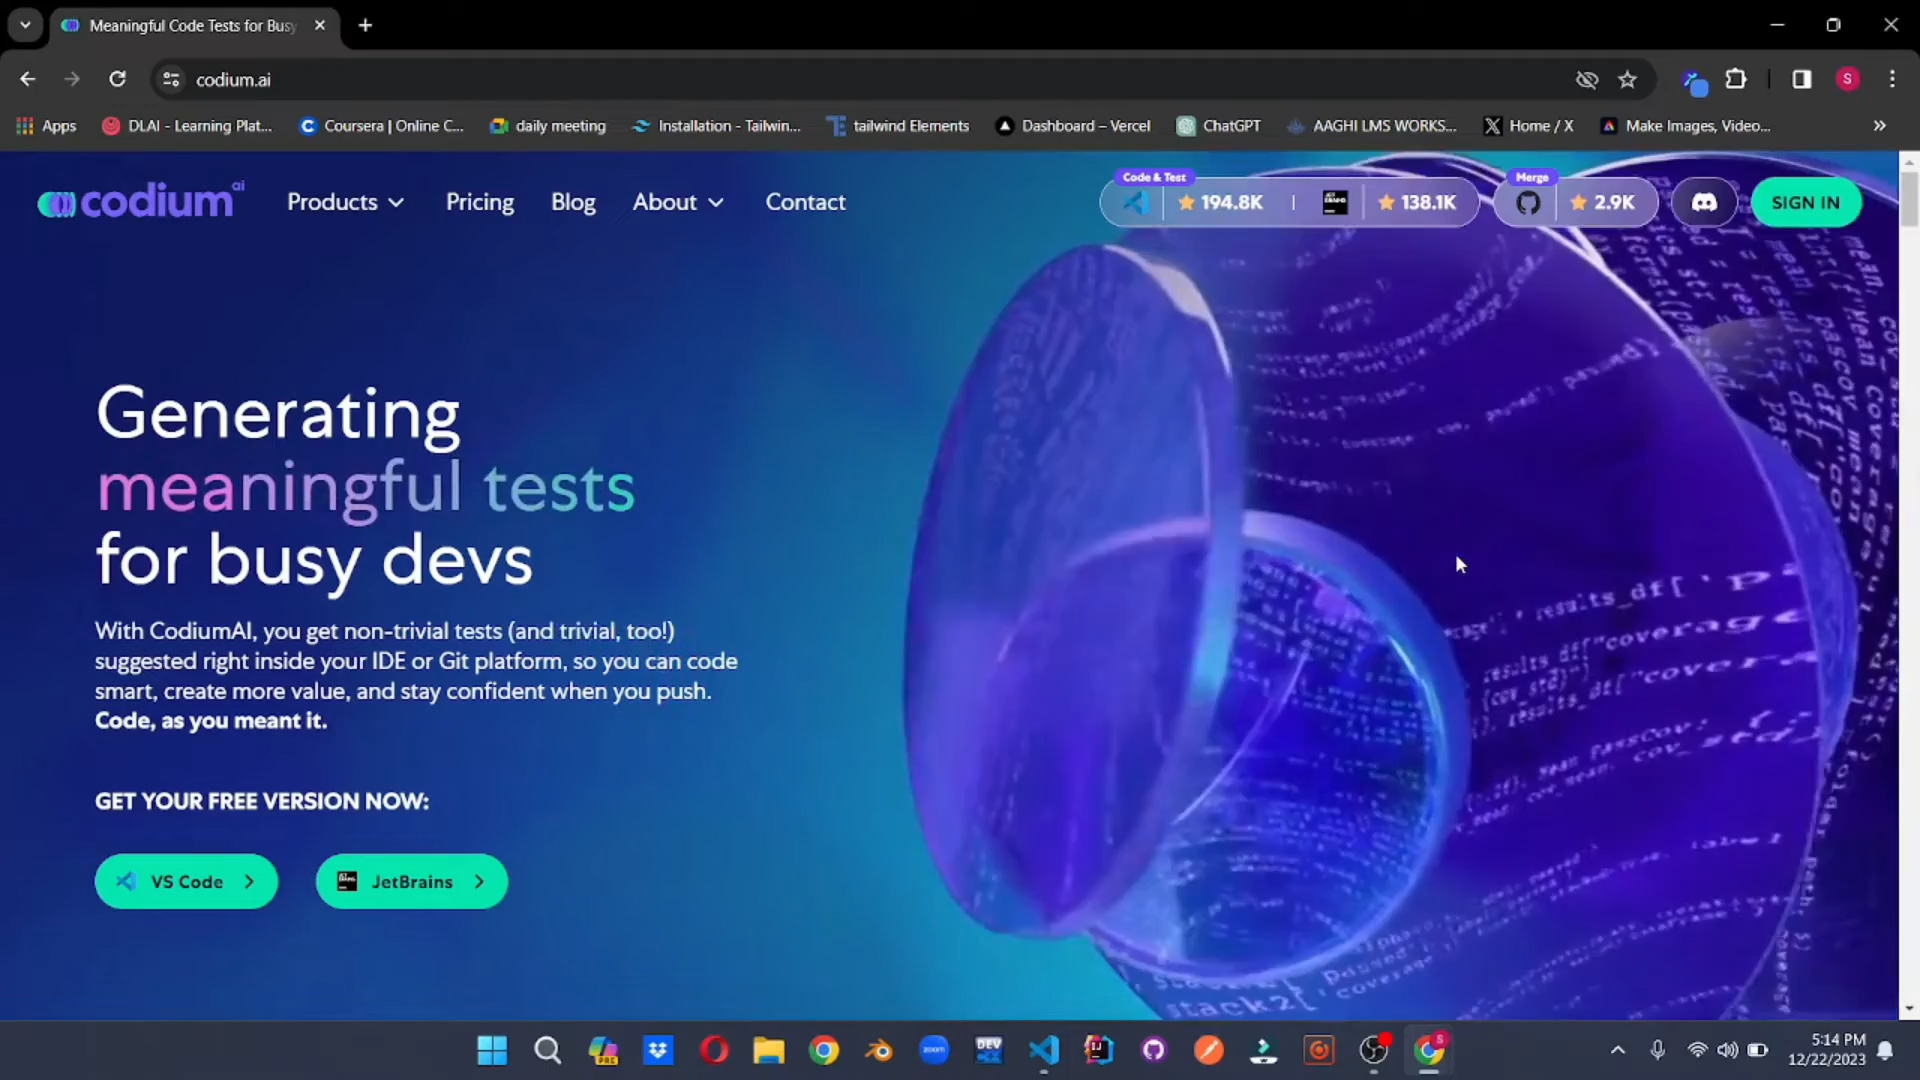 Meaningful Code Tests for Busy
codium.ai
Apps
DLAI - Learning Plat...
Coursera | Online C...
daily meeting
Installation - Tailwin...
tailwind Elements
Dashboard – Vercel
ChatGPT
AAGHI LMS WORKS...
Home / X
Make Images, Video...
codium ai
Products
Pricing
Blog
About
Contact
Code & Test
194.8K
138.1K
Merge
2.9K
SIGN IN
Generating
meaningful tests
for busy devs
With CodiumAI, you get non-trivial tests (and trivial, too!)
suggested right inside your IDE or Git platform, so you can code
smart, create more value, and stay confident when you push.
Code, as you meant it.
GET YOUR FREE VERSION NOW:
VS Code
JetBrains
zoom
DEV
5:14 PM
12/22/2023